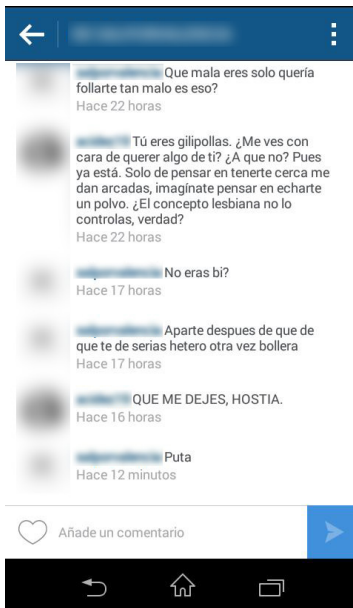 Que mala eres solo quería
follarte tan malo es eso?
Hace 22 horas
Tú eres gilipollas. ¿Me ves con
cara de querer algo de ti? ¿A que no? Pues
ya está. Solo de pensar en tenerte cerca me
dan arcadas, imagínate pensar en echarte
un polvo. ¿El concepto lesbiana no lo
controlas, verdad?
Hace 22 horas
No eras bi?
Hace 17 horas
Aparte despues de que de
que te de serias hetero otra vez bollera
Hace 17 horas
QUE ME DEJES, HOSTIA.
Hace 16 horas
Puta
Hace 12 minutos
Añade un comentario